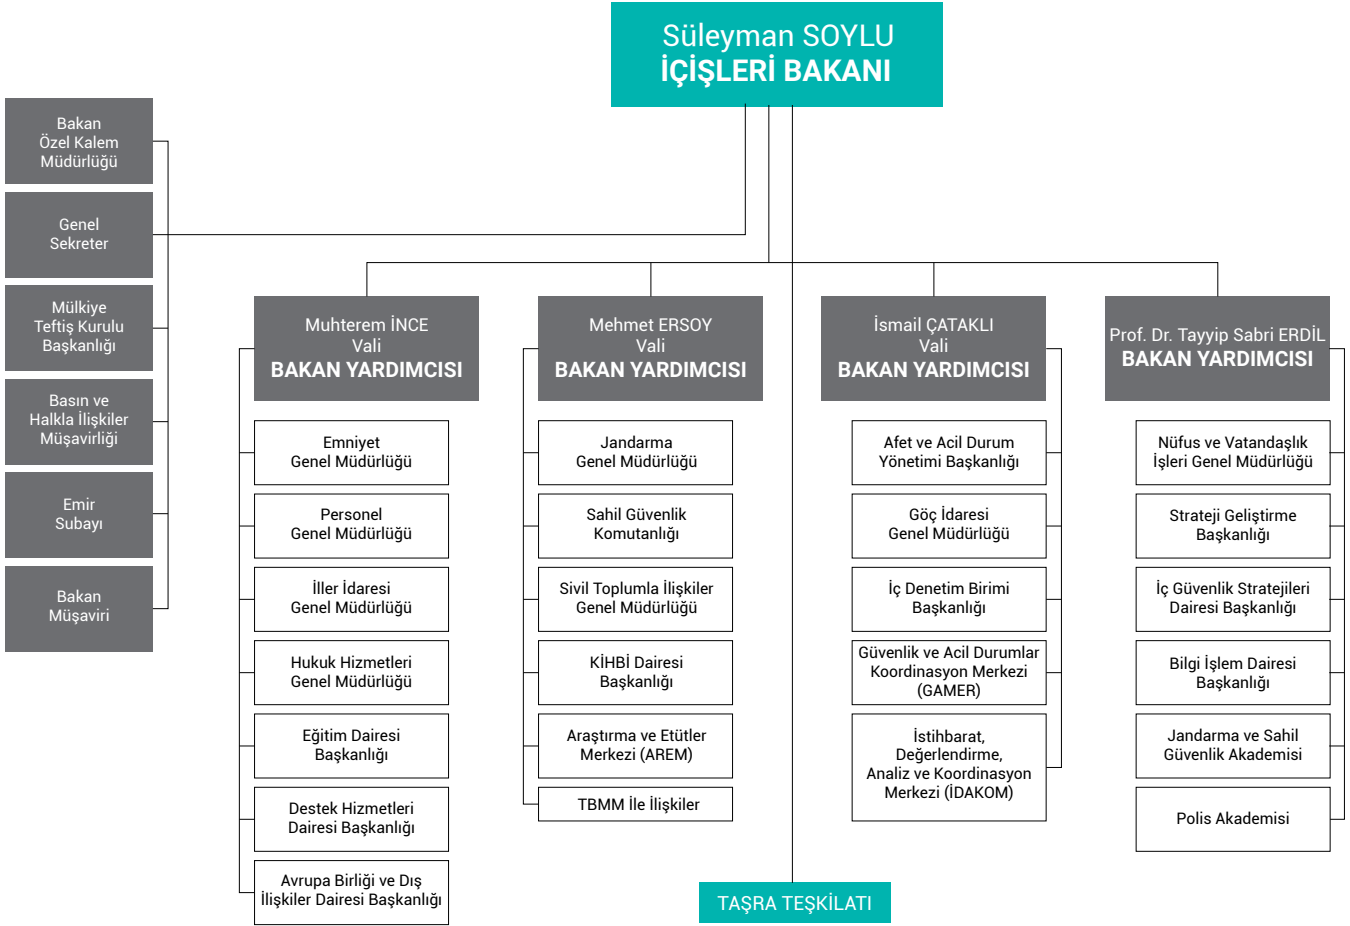 Süleyman SOYLU
İÇİŞLERİ BAKANI
Bakan
Özel Kalem
Müdürlüğü
Genel
Sekreter
Mülkiye
Teftiş Kurulu
Başkanlığı
Basın ve
Halkla İlişkiler
Müşavirliği
Emir
Subayı
Bakan
Müşaviri
Muhterem İNCE
Vali
BAKAN YARDIMCISI
Emniyet
Genel Müdürlüğü
Personel
Genel Müdürlüğü
İller İdaresi
Genel Müdürlüğü
Hukuk Hizmetleri
Genel Müdürlüğü
Eğitim Dairesi
Başkanlığı
Destek Hizmetleri
Dairesi Başkanlığı
Avrupa Birliği ve Dış
İlişkiler Dairesi Başkanlığı
Mehmet ERSOY
Vali
BAKAN YARDIMCISI
Jandarma
Genel Müdürlüğü
Sahil Güvenlik
Komutanlığı
Sivil Toplumla İlişkiler
Genel Müdürlüğü
KİHBİ Dairesi
Başkanlığı
Araştırma ve Etütler
Merkezi (AREM)
TBMM İle İlişkiler
İsmail ÇATAKLI
Vali
BAKAN YARDIMCISI
Afet ve Acil Durum
Yönetimi Başkanlığı
Göç İdaresi
Genel Müdürlüğü
İç Denetim Birimi
Başkanlığı
Güvenlik ve Acil Durumlar
Koordinasyon Merkezi
(GAMER)
İstihbarat,
Değerlendirme,
Analiz ve Koordinasyon
Merkezi (İDAKOM)
Prof. Dr. Tayyip Sabri ERDİL
BAKAN YARDIMCISI
Nüfus ve Vatandaşlık
İşleri Genel Müdürlüğü
Strateji Geliştirme
Başkanlığı
İç Güvenlik Stratejileri
Dairesi Başkanlığı
Bilgi İşlem Dairesi
Başkanlığı
Jandarma ve Sahil
Güvenlik Akademisi
Polis Akademisi
TAŞRA TEŞKİLATI